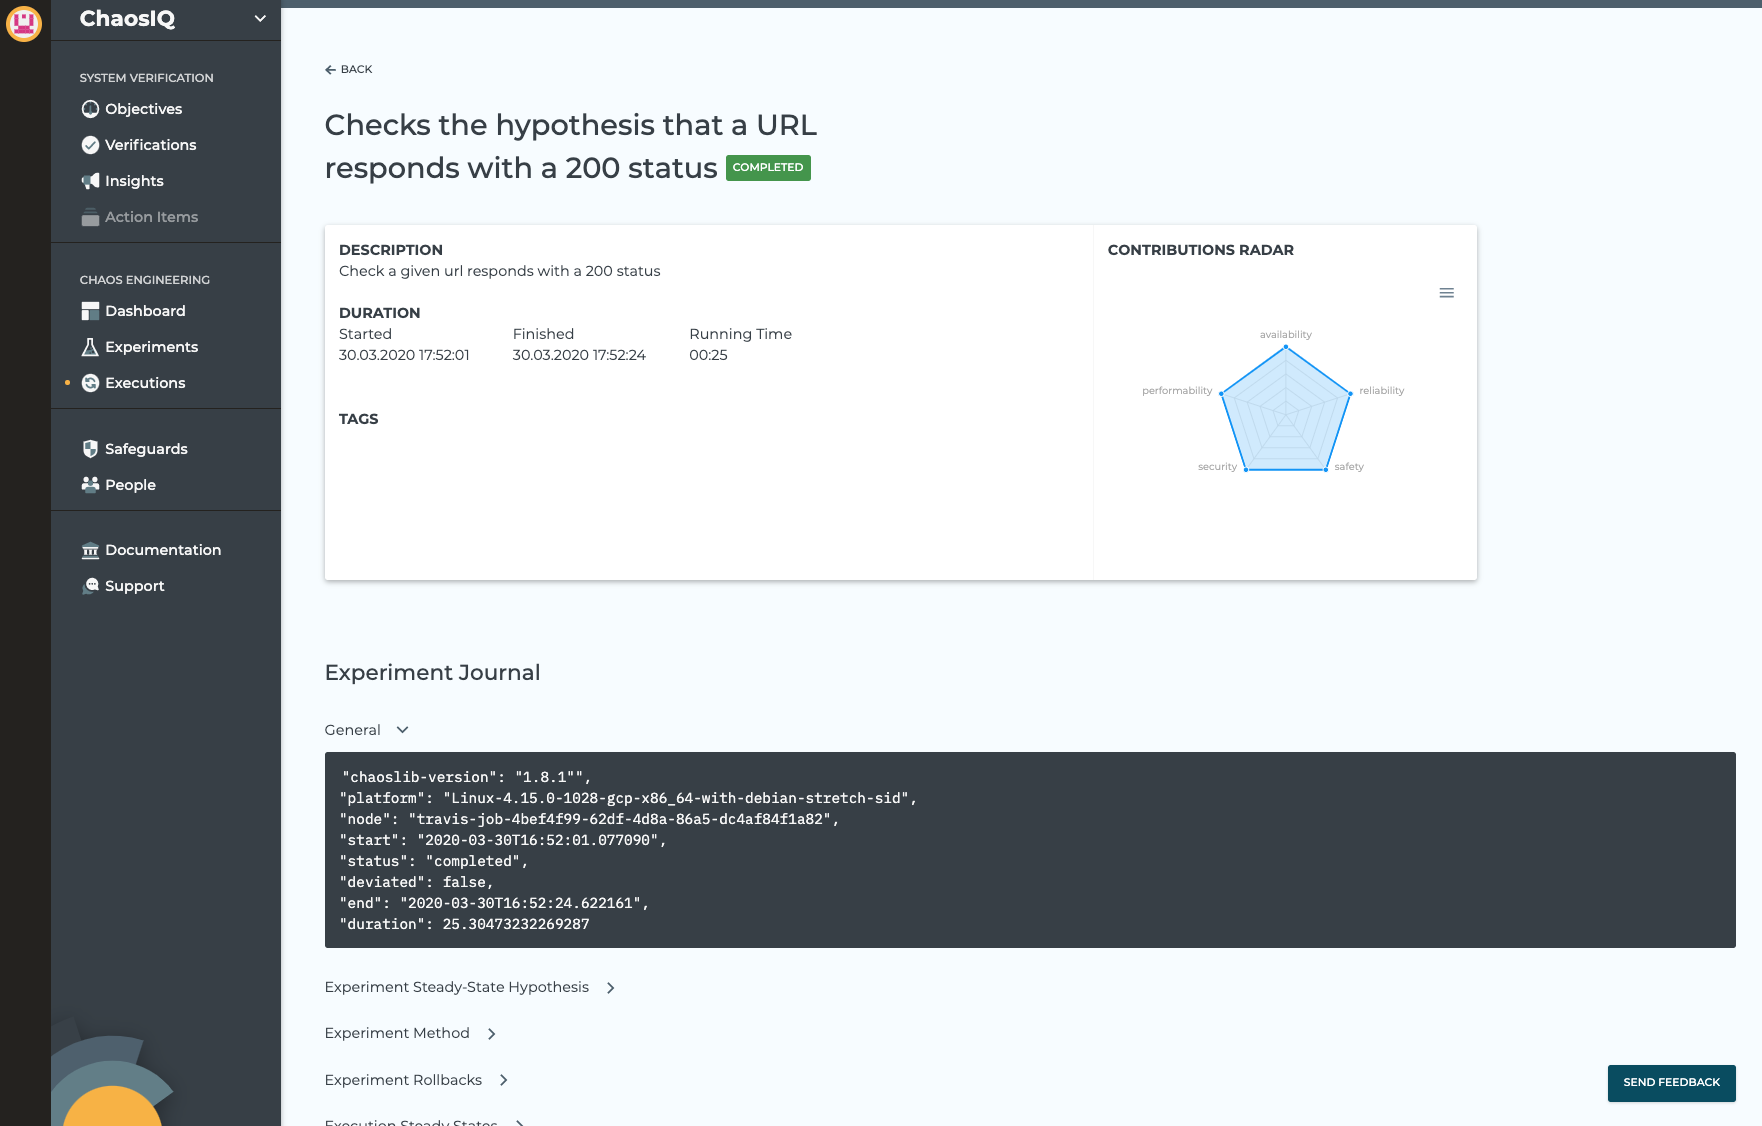 ChaosIQ
SYSTEM VERIFICATION
Objectives
Verifications
Insights
Action Items
CHAOS ENGINEERING
Dashboard
Experiments
Executions
Safeguards
People
Documentation
Support
BACK
Checks the hypothesis that a URL
responds with a 200 status COMPLETED
DESCRIPTION
Check a given url responds with a 200 status
DURATION
Started Finished Running Time
30.03.2020 17:52:01 30.03.2020 17:52:24 00:25
TAGS
CONTRIBUTIONS RADAR
availability
performability reliability
security safety
Experiment Journal
General
"chaoslib-version": "1.8.1"",
"platform": "Linux-4.15.0-1028-gcp-x86_64-with-debian-stretch-sid",
"node": "travis-job-4bef4f99-62df-4d8a-86a5-dc4af84f1a82",
"start": "2020-03-30T16:52:01.077090",
"status": "completed",
"deviated": false,
"end": "2020-03-30T16:52:24.622161",
"duration": 25.30473232269287
Experiment Steady-State Hypothesis
Experiment Method
Experiment Rollbacks
Execution Steady States
SEND FEEDBACK